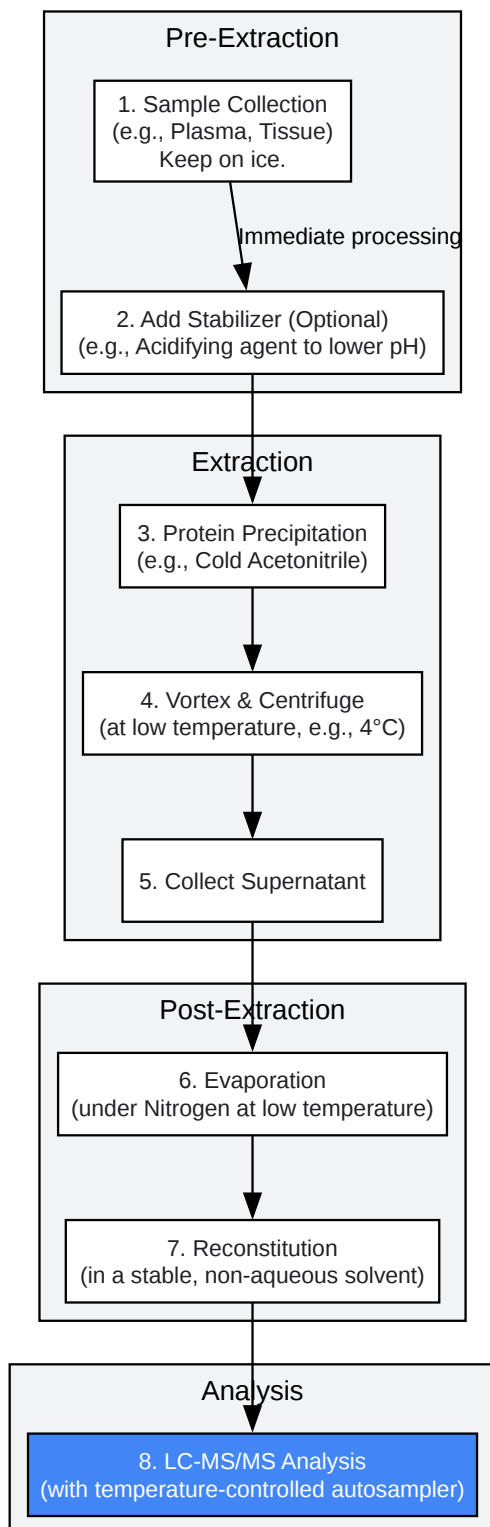 Pre-Extraction
1. Sample Collection
(e.g., Plasma, Tissue)
Keep on ice.
Immediate processing
2. Add Stabilizer (Optional)
(e.g., Acidifying agent to lower pH)
Extraction
3. Protein Precipitation
(e.g., Cold Acetonitrile)
4. Vortex & Centrifuge
(at low temperature, e.g., 4°C)
5. Collect Supernatant
Post-Extraction
6. Evaporation
(under Nitrogen at low temperature)
7. Reconstitution
(in a stable, non-aqueous solvent)
Analysis
8. LC-MS/MS Analysis
(with temperature-controlled autosampler)